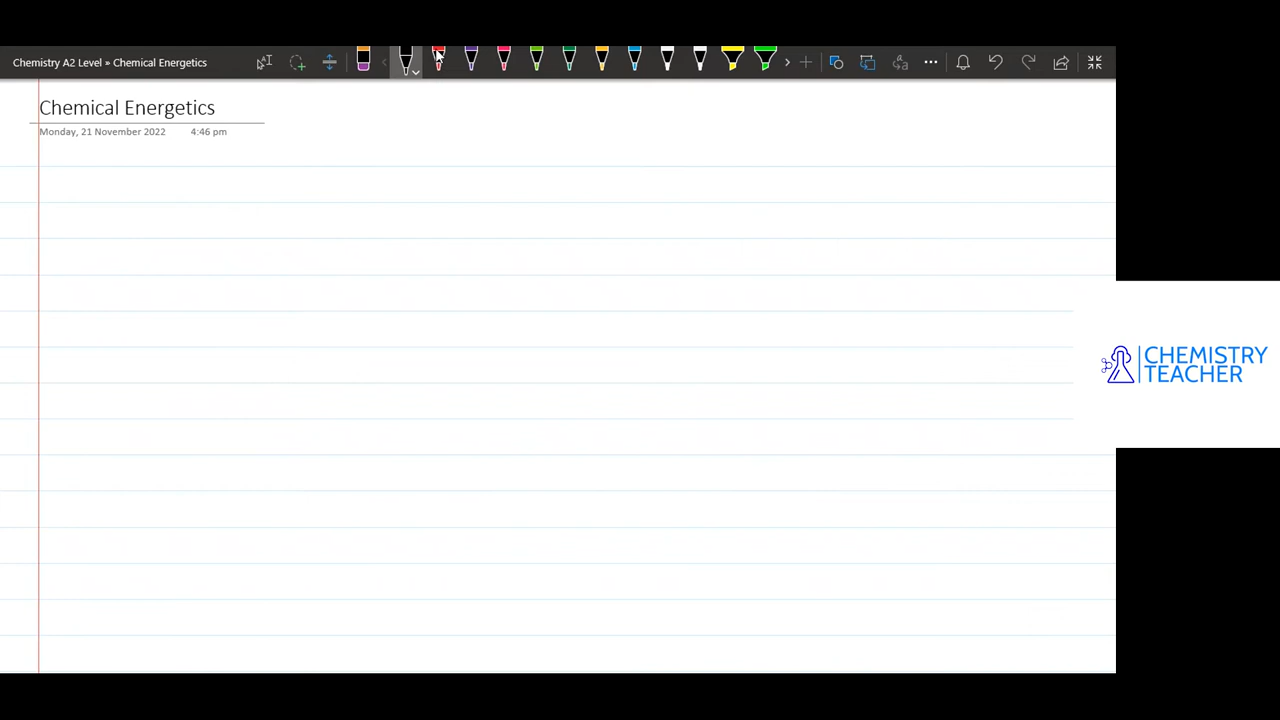 Chemistry A2 Level » Chemical Energetics
Chemical Energetics
Monday, 21 November 2022 4:46 pm
CHEMISTRY
TEACHER